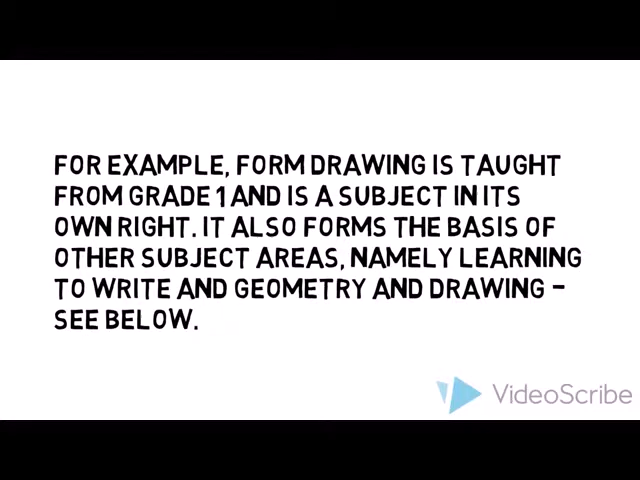 FOR EXAMPLE, FORM DRAWING IS TAUGHT
FROM GRADE 1 AND IS A SUBJECT IN ITS
OWN RIGHT. IT ALSO FORMS THE BASIS OF
OTHER SUBJECT AREAS, NAMELY LEARNING
TO WRITE AND GEOMETRY AND DRAWING –
SEE BELOW.
VideoScribe